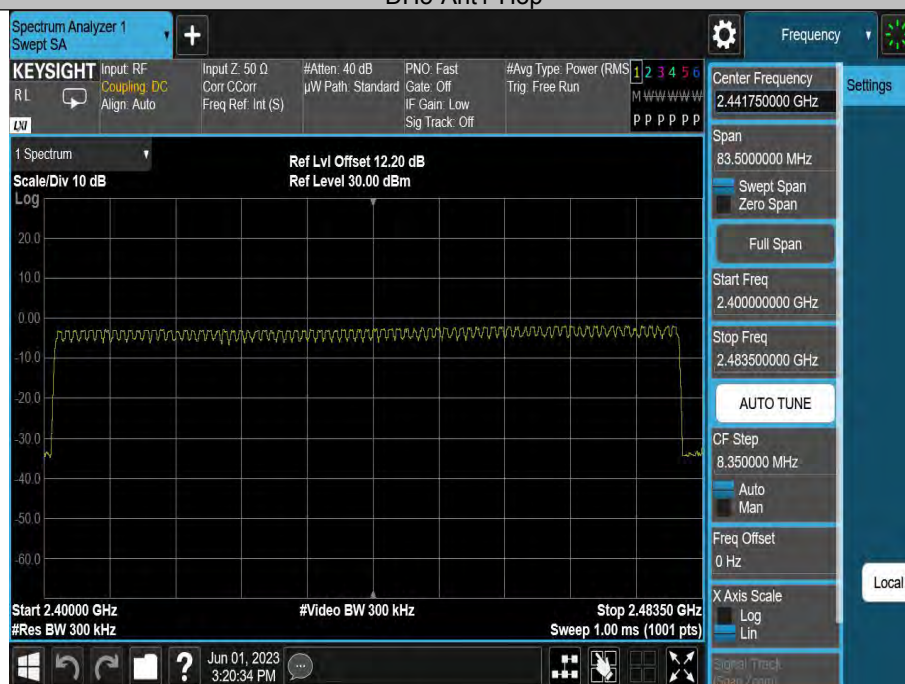 Spectrum Analyzer 1
Swept SA
+
Frequency
KEYSIGHT
R L
LXI
Input: RF
Coupling: DC
Align: Auto
Input Z: 50 Ω
Corr CCorr
Freq Ref: Int (S)
#Atten: 40 dB
µW Path: Standard
PNO: Fast
Gate: Off
IF Gain: Low
Sig Track: Off
#Avg Type: Power (RMS
Trig: Free Run
1 2 3 4 5 6
M W W W W W
P P P P P P
Center Frequency
2.441750000 GHz
Settings
1 Spectrum
Scale/Div 10 dB
Ref Lvl Offset 12.20 dB
Ref Level 30.00 dBm
Log
20.0
10.0
0.00
-10.0
-20.0
-30.0
-40.0
-50.0
-60.0
Start 2.40000 GHz
#Res BW 300 kHz
#Video BW 300 kHz
Stop 2.48350 GHz
Sweep 1.00 ms (1001 pts)
Span
83.5000000 MHz
Swept Span
Zero Span
Full Span
Start Freq
2.400000000 GHz
Stop Freq
2.483500000 GHz
AUTO TUNE
CF Step
8.350000 MHz
Auto
Man
Freq Offset
0 Hz
X Axis Scale
Log
Lin
Local
Signal Track
(Span Zoom)
?
Jun 01, 2023
3:20:34 PM